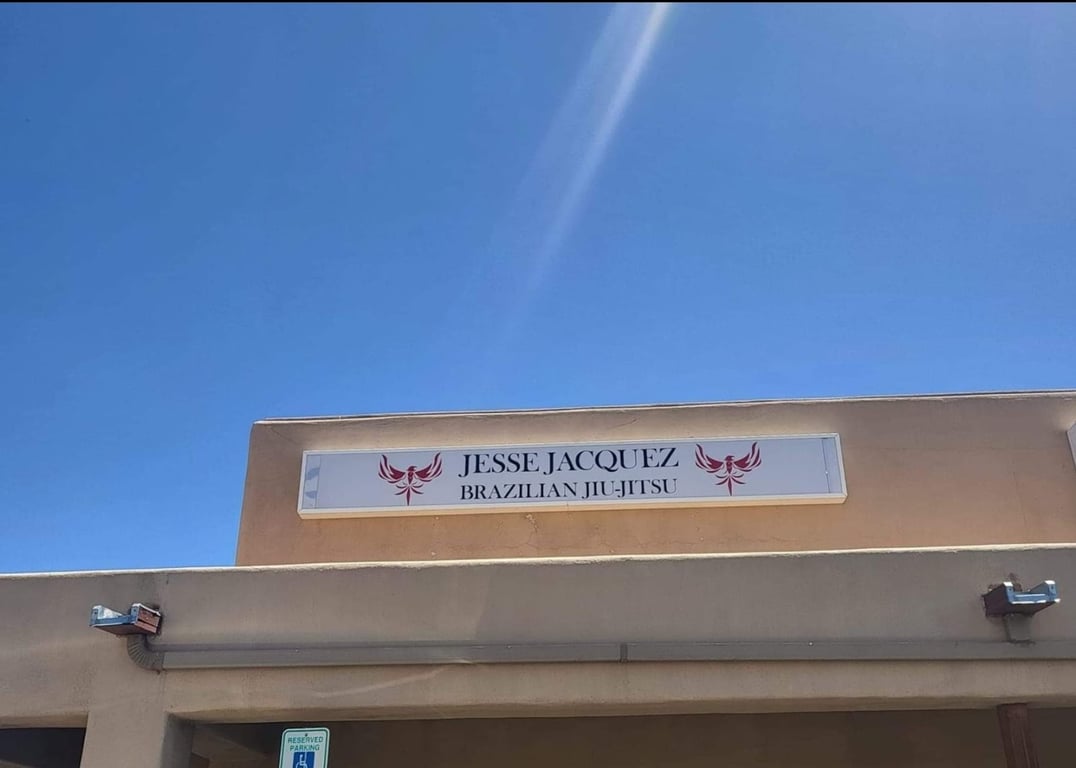 JESSE JACQUEZ
BRAZILIAN JIU-JITSU
RESERVED
PARKING